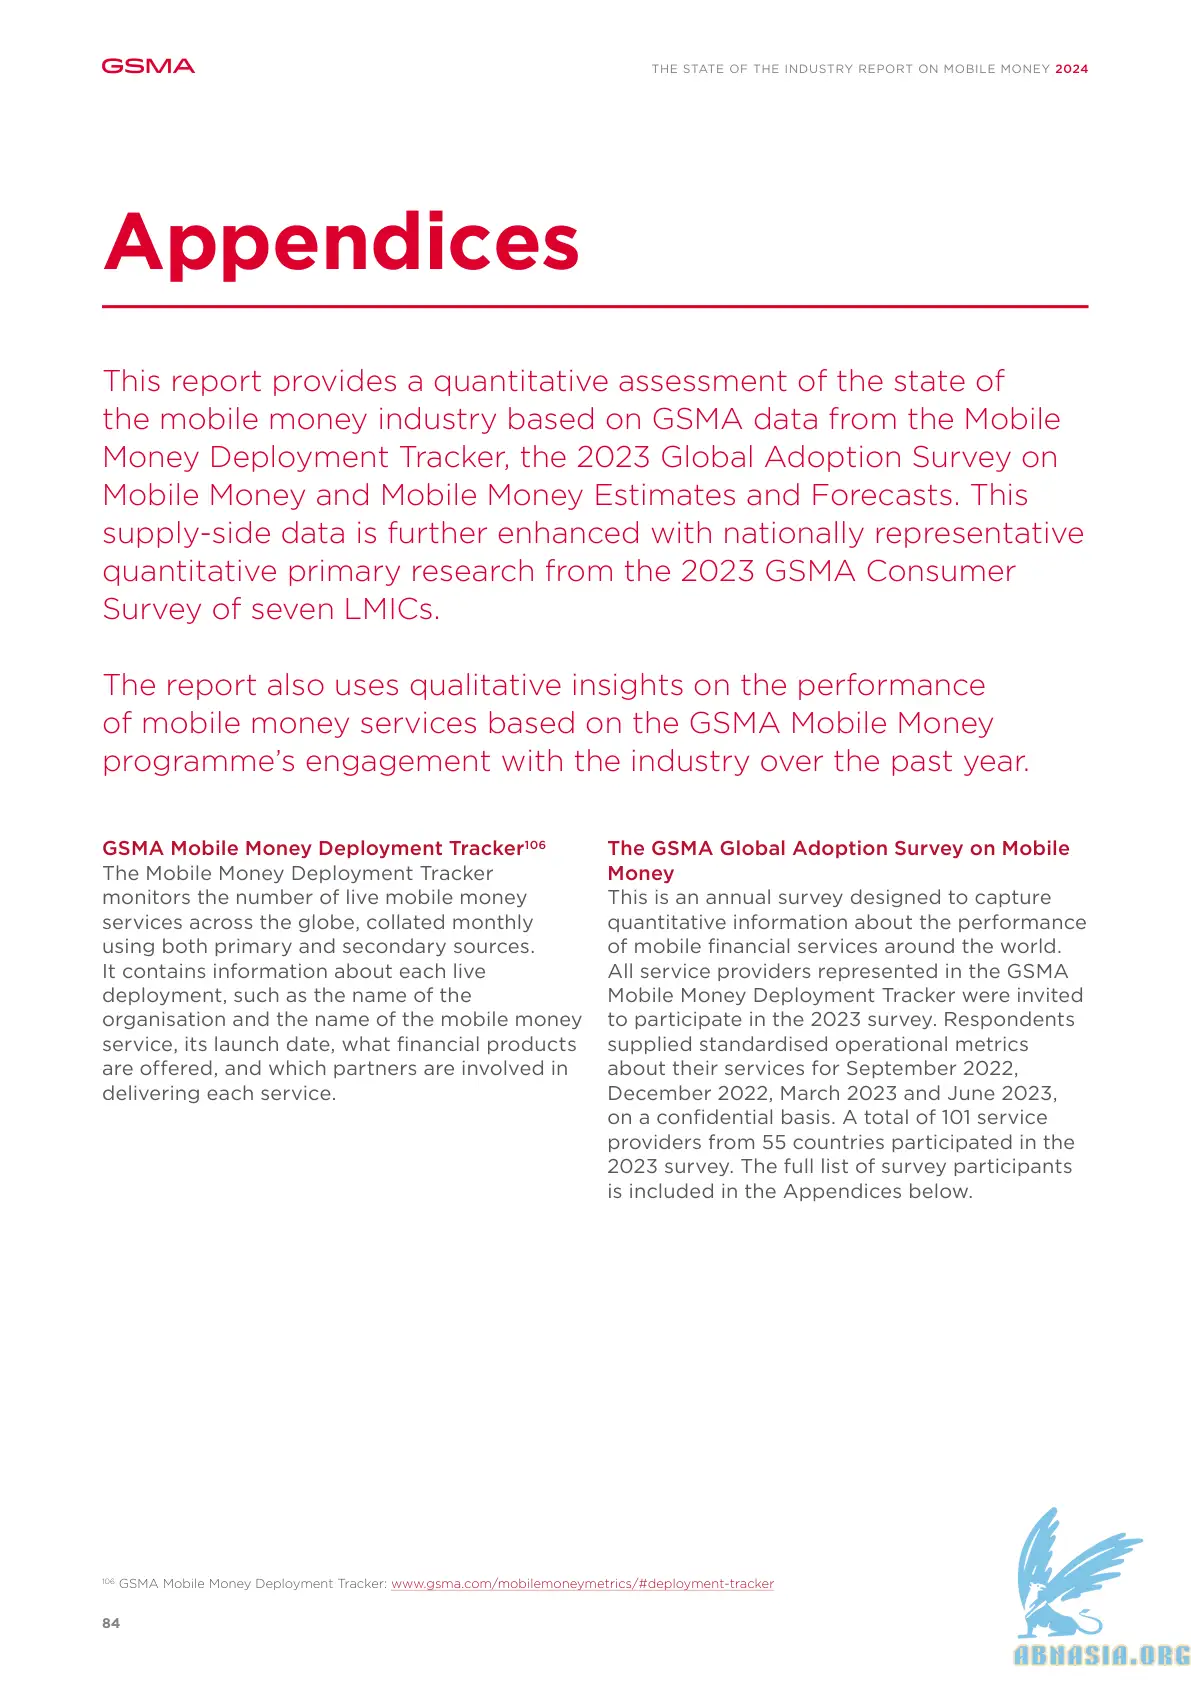 GSMA
THE STATE OF THE INDUSTRY REPORT ON MOBILE MONEY 2024
Appendices
This report provides a quantitative assessment of the state of
the mobile money industry based on GSMA data from the Mobile
Money Deployment Tracker, the 2023 Global Adoption Survey on
Mobile Money and Mobile Money Estimates and Forecasts. This
supply-side data is further enhanced with nationally representative
quantitative primary research from the 2023 GSMA Consumer
Survey of seven LMICs.
The report also uses qualitative insights on the performance
of mobile money services based on the GSMA Mobile Money
programme’s engagement with the industry over the past year.
GSMA Mobile Money Deployment Tracker106
The Mobile Money Deployment Tracker
monitors the number of live mobile money
services across the globe, collated monthly
using both primary and secondary sources.
It contains information about each live
deployment, such as the name of the
organisation and the name of the mobile money
service, its launch date, what financial products
are offered, and which partners are involved in
delivering each service.
The GSMA Global Adoption Survey on Mobile
Money
This is an annual survey designed to capture
quantitative information about the performance
of mobile financial services around the world.
All service providers represented in the GSMA
Mobile Money Deployment Tracker were invited
to participate in the 2023 survey. Respondents
supplied standardised operational metrics
about their services for September 2022,
December 2022, March 2023 and June 2023,
on a confidential basis. A total of 101 service
providers from 55 countries participated in the
2023 survey. The full list of survey participants
is included in the Appendices below.
106 GSMA Mobile Money Deployment Tracker: www.gsma.com/mobilemoneymetrics/#deployment-tracker
84
ABNASIA.ORG